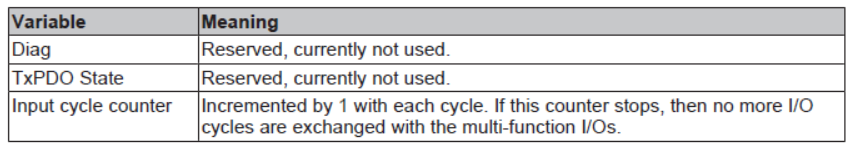 Variable Meaning
Diag Reserved, currently not used.
TxPDO State Reserved, currently not used.
Input cycle counter Incremented by 1 with each cycle. If this counter stops, then no more I/O
cycles are exchanged with the multi-function I/Os.